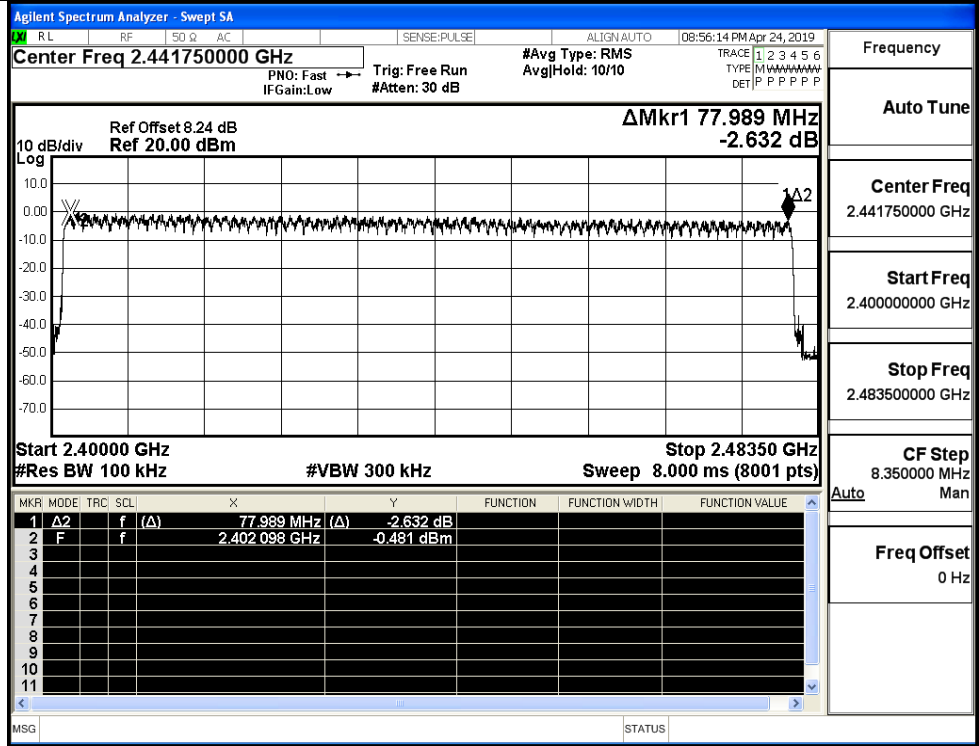 Agilent Spectrum Analyzer - Swept SA
LXI RL RF 50 Ω AC SENSE:PULSE ALIGN AUTO 08:56:14 PM Apr 24, 2019
Center Freq 2.441750000 GHz
PNO: Fast
IFGain:Low
Trig: Free Run
#Atten: 30 dB
#Avg Type: RMS
Avg|Hold: 10/10
TRACE 1 2 3 4 5 6
TYPE M WWWWW
DET P P P P P P
Ref Offset 8.24 dB
10 dB/div Ref 20.00 dBm
Log
ΔMkr1 77.989 MHz
-2.632 dB
10.0
0.00
-10.0
-20.0
-30.0
-40.0
-50.0
-60.0
-70.0
1Δ2
Start 2.40000 GHz Stop 2.48350 GHz
#Res BW 100 kHz #VBW 300 kHz Sweep 8.000 ms (8001 pts)
MKR MODE TRC SCL X Y FUNCTION FUNCTION WIDTH FUNCTION VALUE
1 Δ2 f (Δ) 77.989 MHz (Δ) -2.632 dB
2 F f 2.402 098 GHz -0.481 dBm
3
4
5
6
7
8
9
10
11
MSG STATUS
Frequency
Auto Tune
Center Freq
2.441750000 GHz
Start Freq
2.400000000 GHz
Stop Freq
2.483500000 GHz
CF Step
8.350000 MHz
Auto Man
Freq Offset
0 Hz